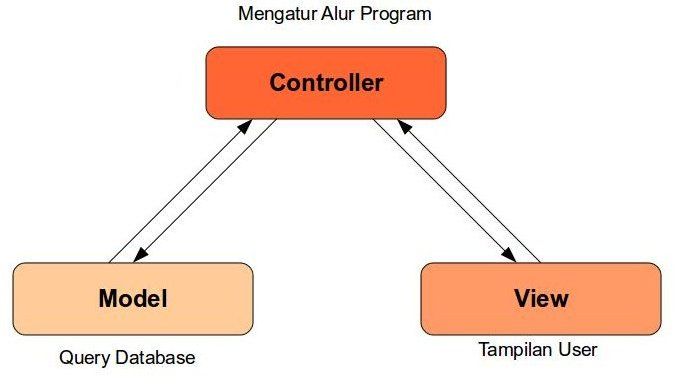 Mengatur Alur Program
Controller
Model
View
Query Database
Tampilan User